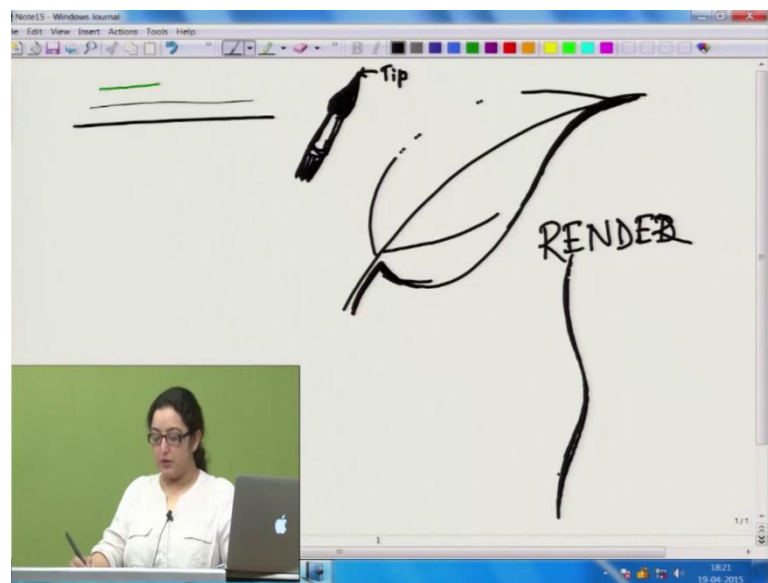 Note15 - Windows Journal
Edit View Insert Actions Tools Help
←Tip
RENDER
1/1
1
18:21
19-04-2015